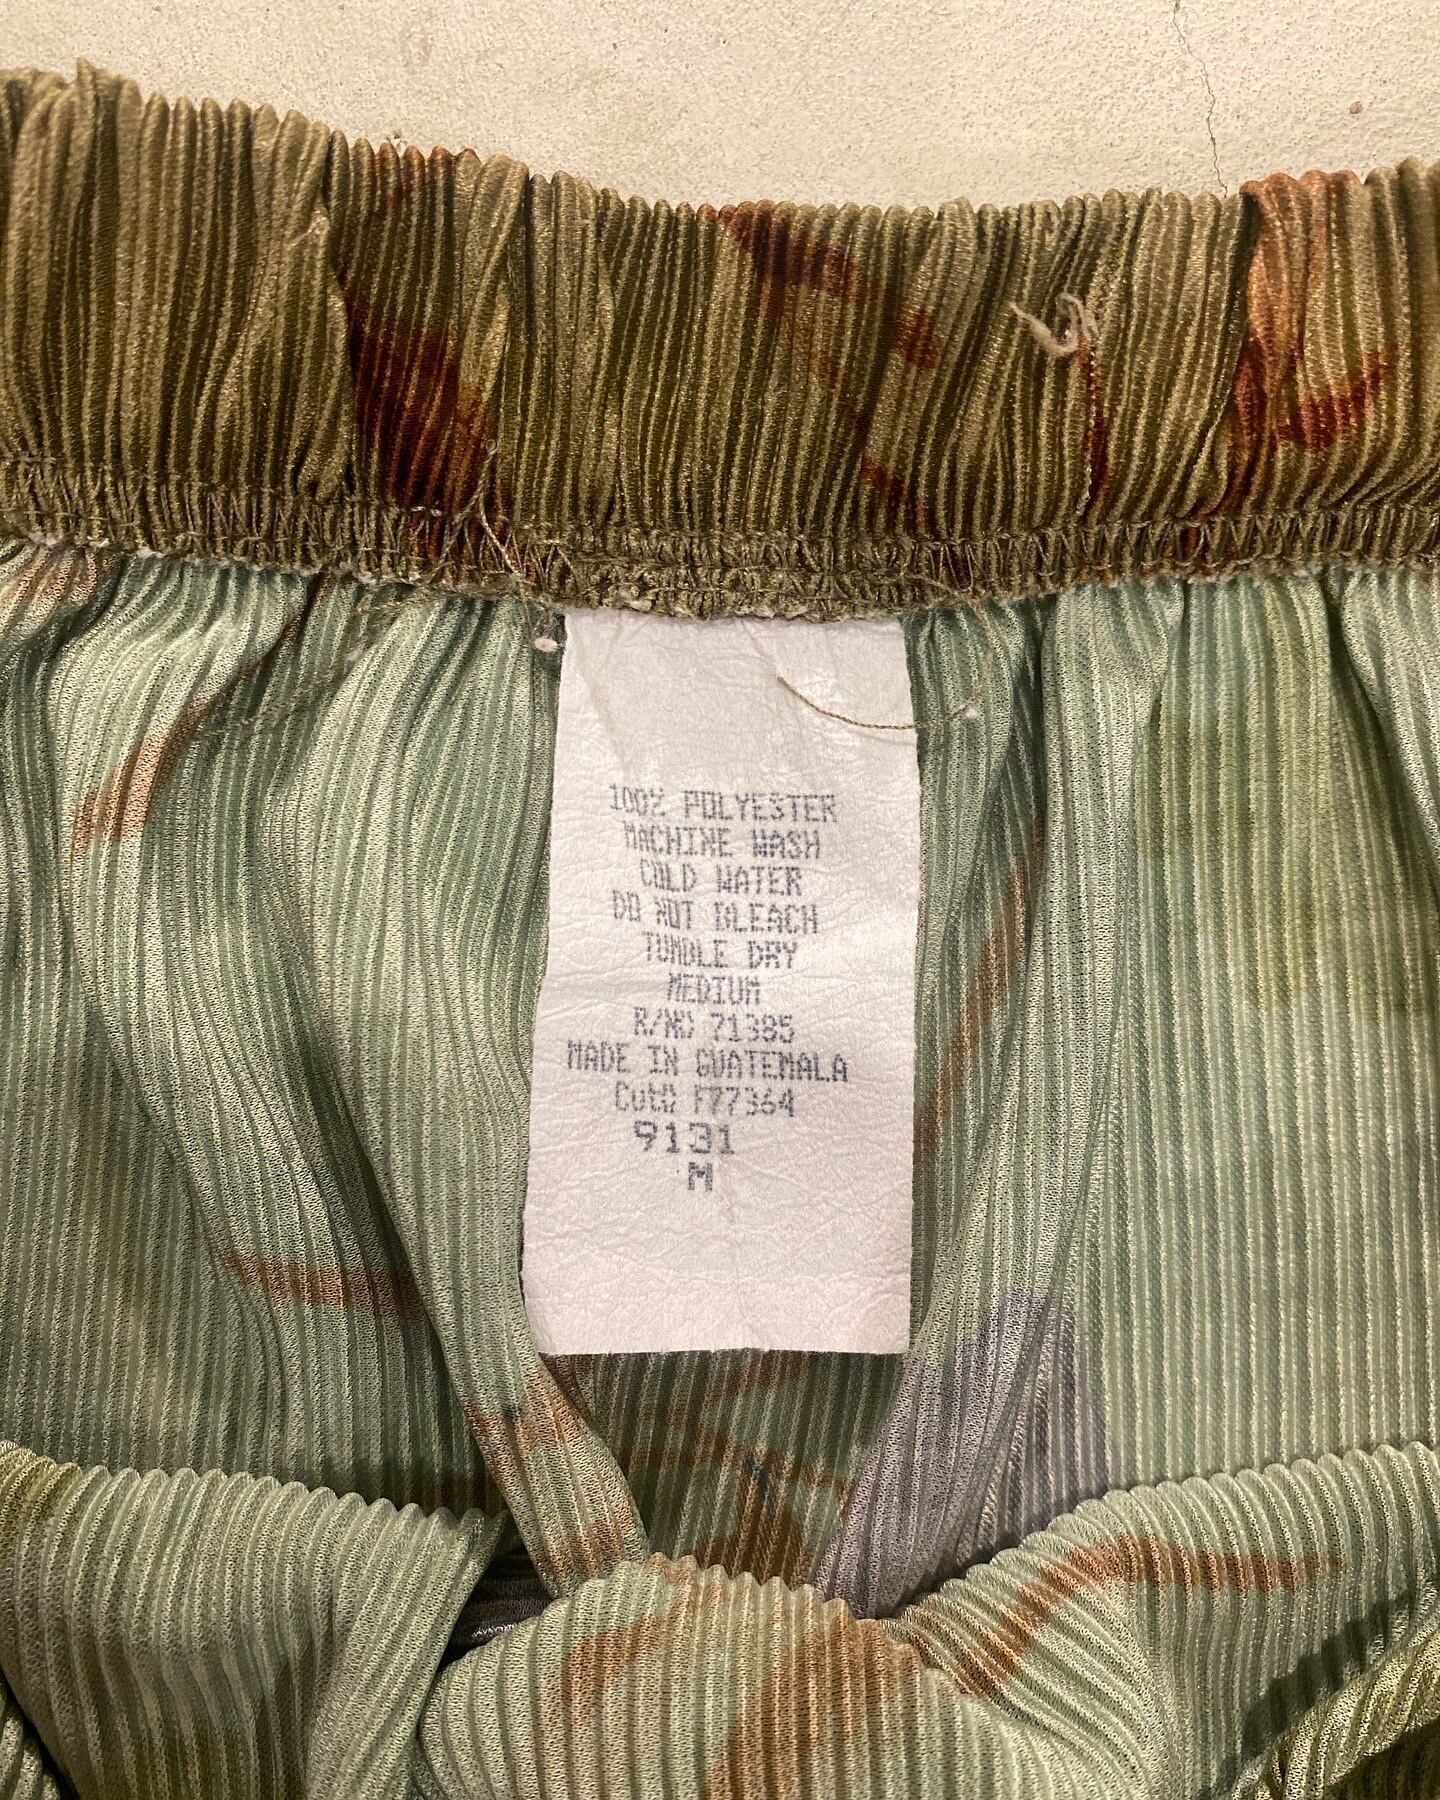 100% POLYESTER
MACHINE WASH
COLD WATER
DO NOT BLEACH
TUMBLE DRY
MEDIUM
R/NO 71385
MADE IN GUATEMALA
Cut# F77364
9131
M